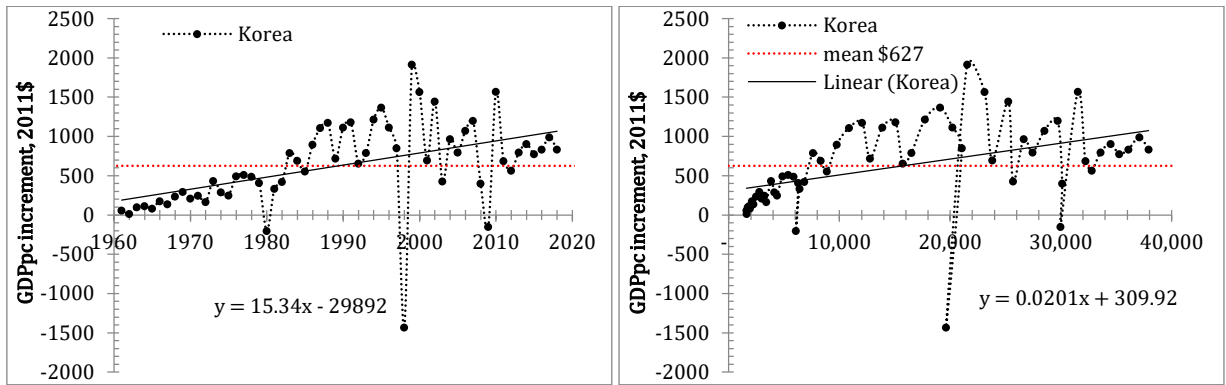 GDPpc increment, 2011$
2500
2000
1500
1000
500
0
-500
-1000
-1500
-2000
1960 1970 1980 1990 2000 2010 2020
Korea
y = 15.34x - 29892
GDPpc increment, 2011$
2500
2000
1500
1000
500
0
-500
-1000
-1500
-2000
- 10,000 20,000 30,000 40,000
Korea
mean $627
Linear (Korea)
y = 0.0201x + 309.92